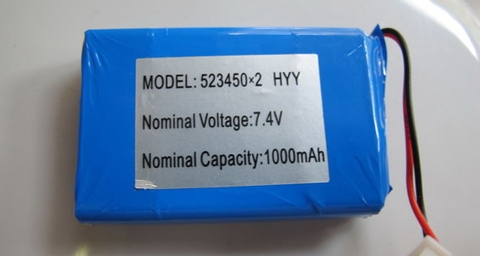 MODEL: 523450×2 HYY
Nominal Voltage:7.4V
Nominal Capacity:1000mAh